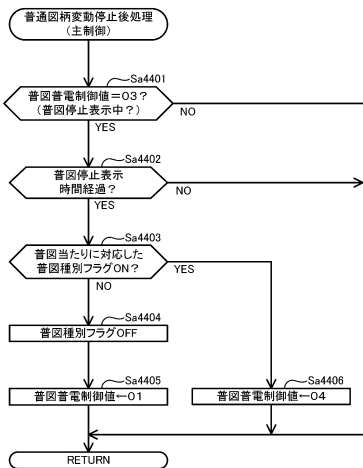 普通図柄変動停止後処理
(主制御)
Sa4401
普図普電制御値=03?
(普図停止表示中?)
NO
YES
Sa4402
普図停止表示
時間経過?
NO
YES
Sa4403
普図当たりに対応した
普図種別フラグON?
YES
NO
Sa4404
普図種別フラグOFF
Sa4405
普図普電制御値←01
Sa4406
普図普電制御値←04
RETURN